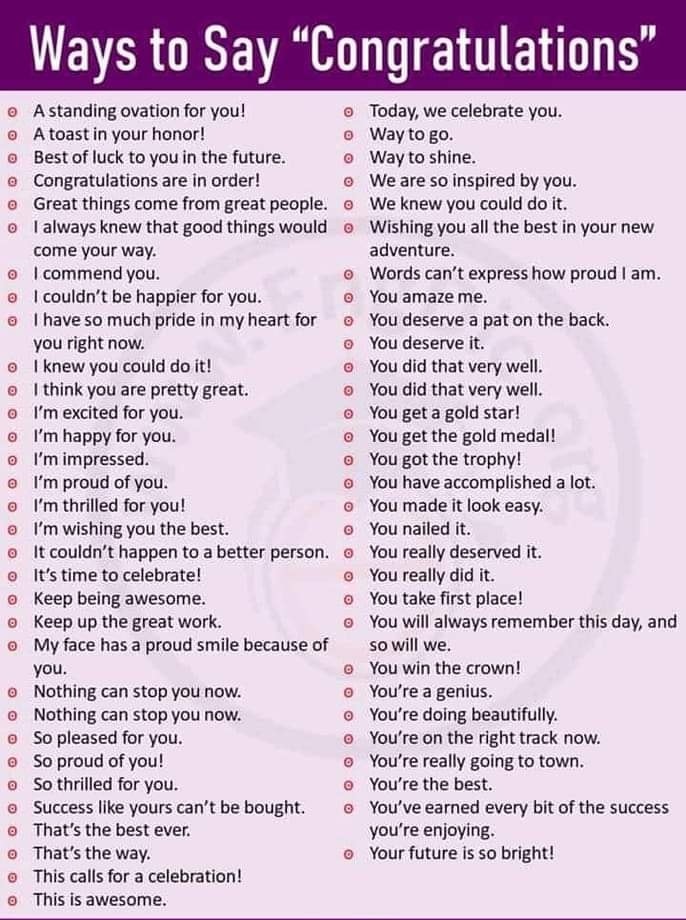 Ways to Say “Congratulations”
A standing ovation for you!
A toast in your honor!
Best of luck to you in the future.
Congratulations are in order!
Great things come from great people.
I always knew that good things would
come your way.
I commend you.
I couldn’t be happier for you.
I have so much pride in my heart for
you right now.
I knew you could do it!
I think you are pretty great.
I’m excited for you.
I’m happy for you.
I’m impressed.
I’m proud of you.
I’m thrilled for you!
I’m wishing you the best.
It couldn’t happen to a better person.
It’s time to celebrate!
Keep being awesome.
Keep up the great work.
My face has a proud smile because of
you.
Nothing can stop you now.
Nothing can stop you now.
So pleased for you.
So proud of you!
So thrilled for you.
Success like yours can’t be bought.
That’s the best ever.
That’s the way.
This calls for a celebration!
This is awesome.
Today, we celebrate you.
Way to go.
Way to shine.
We are so inspired by you.
We knew you could do it.
Wishing you all the best in your new
adventure.
Words can’t express how proud I am.
You amaze me.
You deserve a pat on the back.
You deserve it.
You did that very well.
You did that very well.
You get a gold star!
You get the gold medal!
You got the trophy!
You have accomplished a lot.
You made it look easy.
You nailed it.
You really deserved it.
You really did it.
You take first place!
You will always remember this day, and
so will we.
You win the crown!
You’re a genius.
You’re doing beautifully.
You’re on the right track now.
You’re really going to town.
You’re the best.
You’ve earned every bit of the success
you’re enjoying.
Your future is so bright!